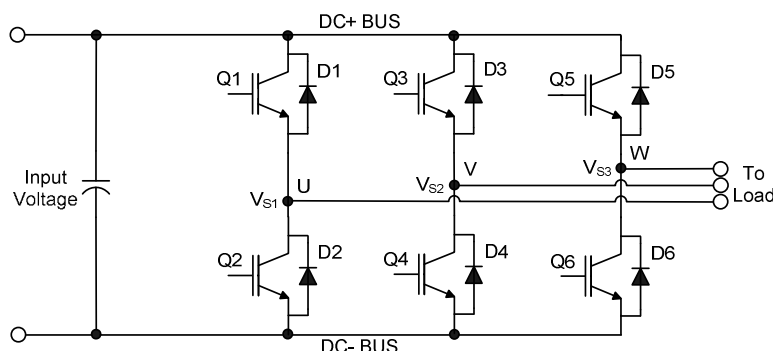 DC+ BUS
Q1
D1
Q3
D3
Q5
D5
Input
Voltage
VS1
U
VS2
V
VS3
W
To
Load
Q2
D2
Q4
D4
Q6
D6
DC- BUS